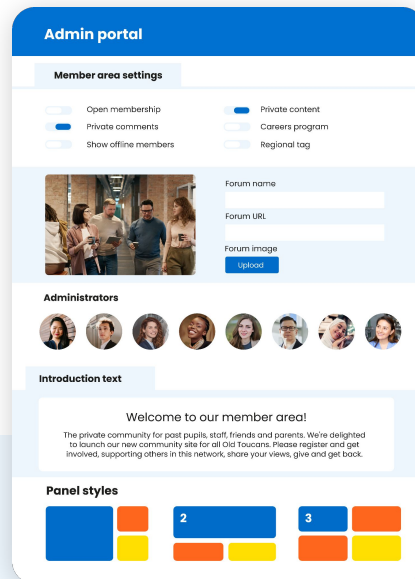 Admin portal
Member area settings
Open membership
Private content
Private comments
Careers program
Show offline members
Regional tag
Forum name
Forum URL
Forum image
Upload
Administrators
Introduction text
Welcome to our member area!
The private community for past pupils, staff, friends and parents. We're delighted
to launch our new community site for all Old Toucans. Please register and get
involved, supporting others in this network, share your views, give and get back.
Panel styles
2
3